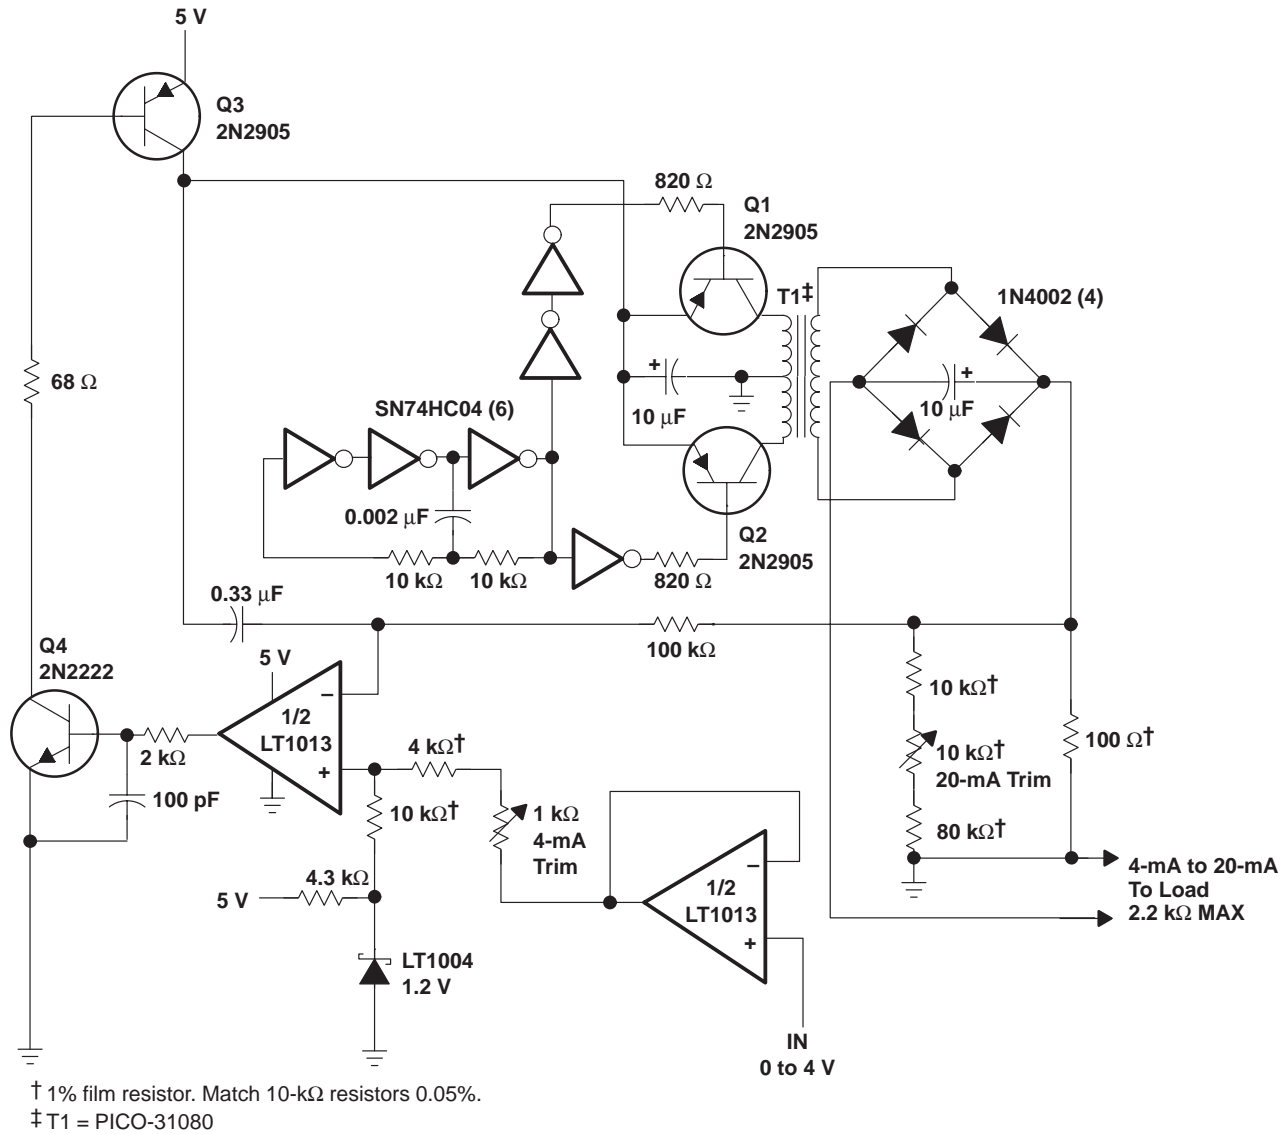 5 V
Q3
2N2905
820 Ω
Q1
2N2905
T1‡
1N4002 (4)
68 Ω
+
10 μF
+
10 μF
SN74HC04 (6)
0.002 μF
10 kΩ
10 kΩ
820 Ω
Q2
2N2905
0.33 μF
100 kΩ
Q4
2N2222
5 V
–
1/2
LT1013
+
2 kΩ
100 pF
4 kΩ†
10 kΩ†
1 kΩ
4-mA
Trim
10 kΩ†
10 kΩ†
20-mA Trim
80 kΩ†
100 Ω†
4.3 kΩ
5 V
–
1/2
LT1013
+
4-mA to 20-mA
To Load
2.2 kΩ MAX
LT1004
1.2 V
IN
0 to 4 V
† 1% film resistor. Match 10-kΩ resistors 0.05%.
‡ T1 = PICO-31080